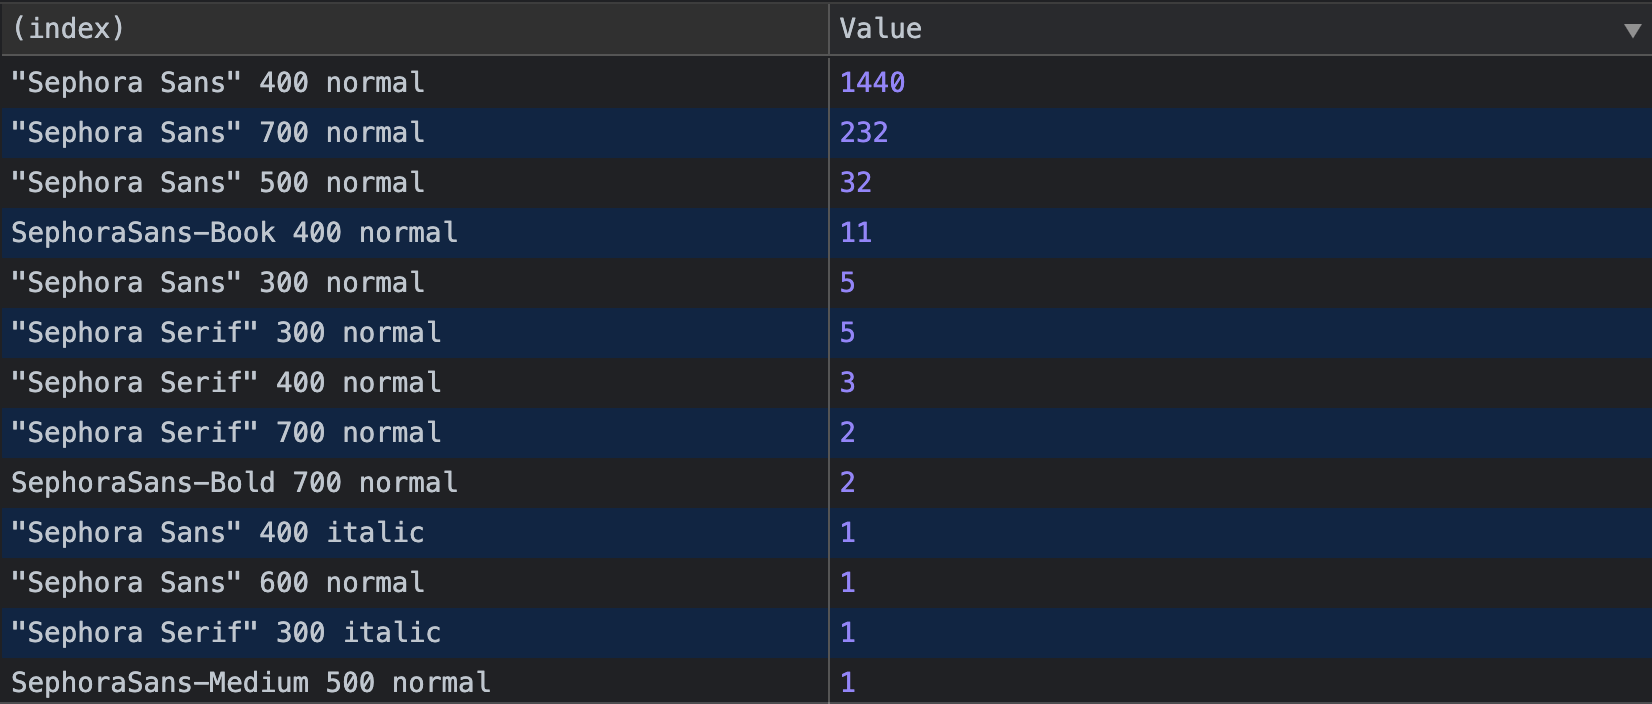 (index) Value
"Sephora Sans" 400 normal 1440
"Sephora Sans" 700 normal 232
"Sephora Sans" 500 normal 32
SephoraSans-Book 400 normal 11
"Sephora Sans" 300 normal 5
"Sephora Serif" 300 normal 5
"Sephora Serif" 400 normal 3
"Sephora Serif" 700 normal 2
SephoraSans-Bold 700 normal 2
"Sephora Sans" 400 italic 1
"Sephora Sans" 600 normal 1
"Sephora Serif" 300 italic 1
SephoraSans-Medium 500 normal 1